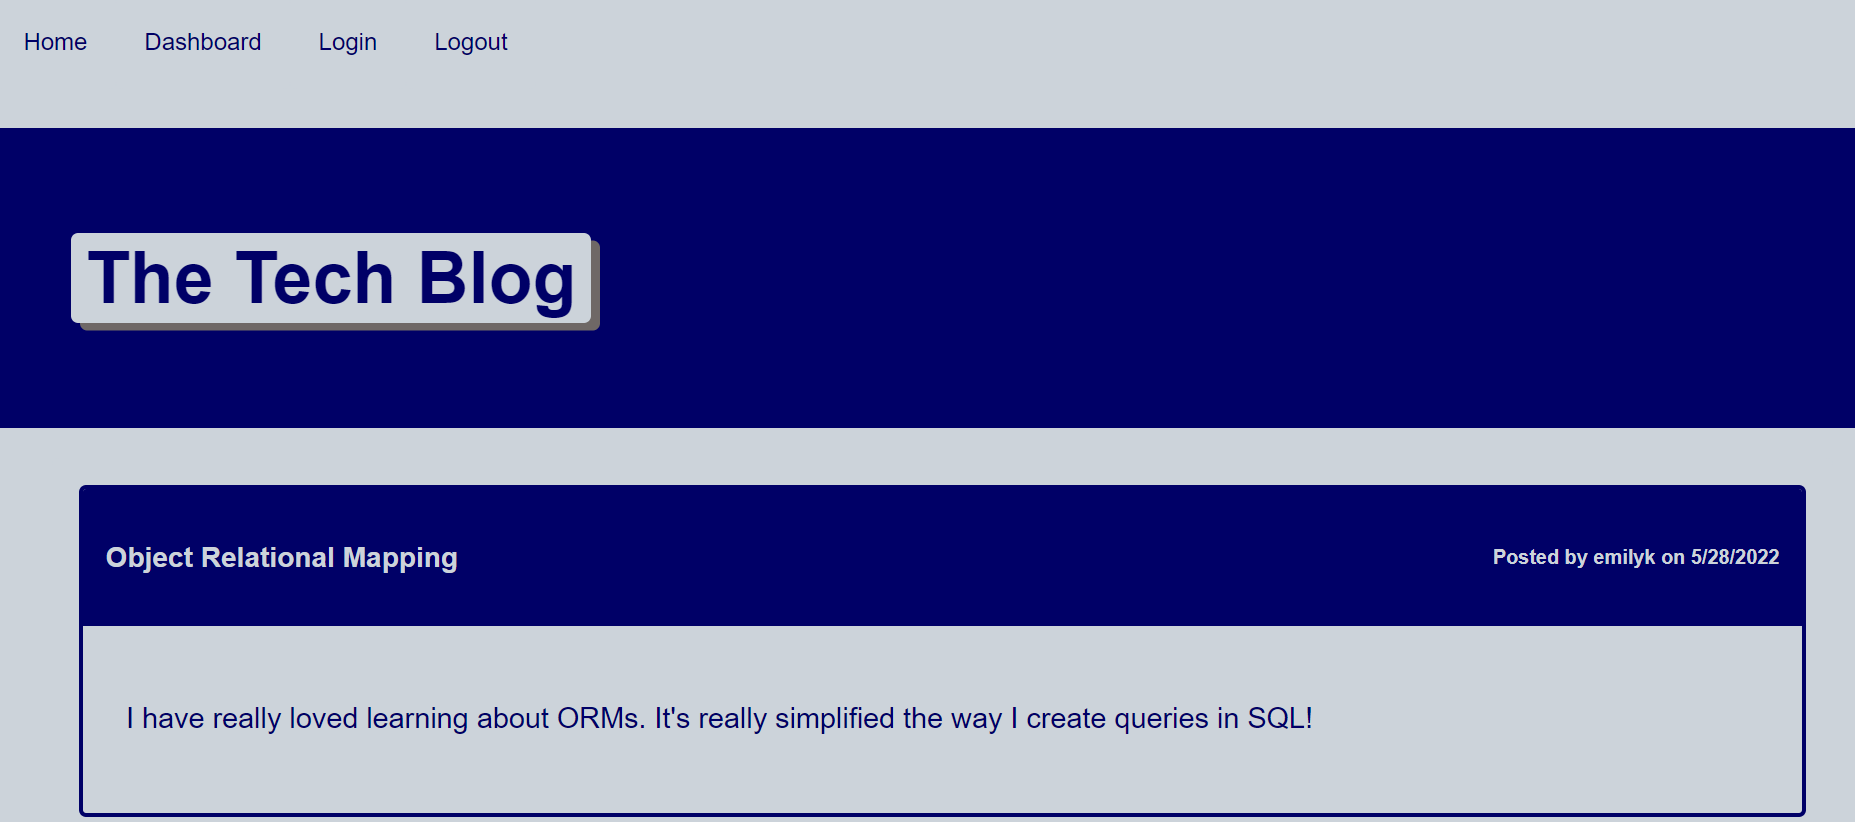 Home Dashboard Login Logout
The Tech Blog
Object Relational Mapping Posted by emilyk on 5/28/2022
I have really loved learning about ORMs. It's really simplified the way I create queries in SQL!